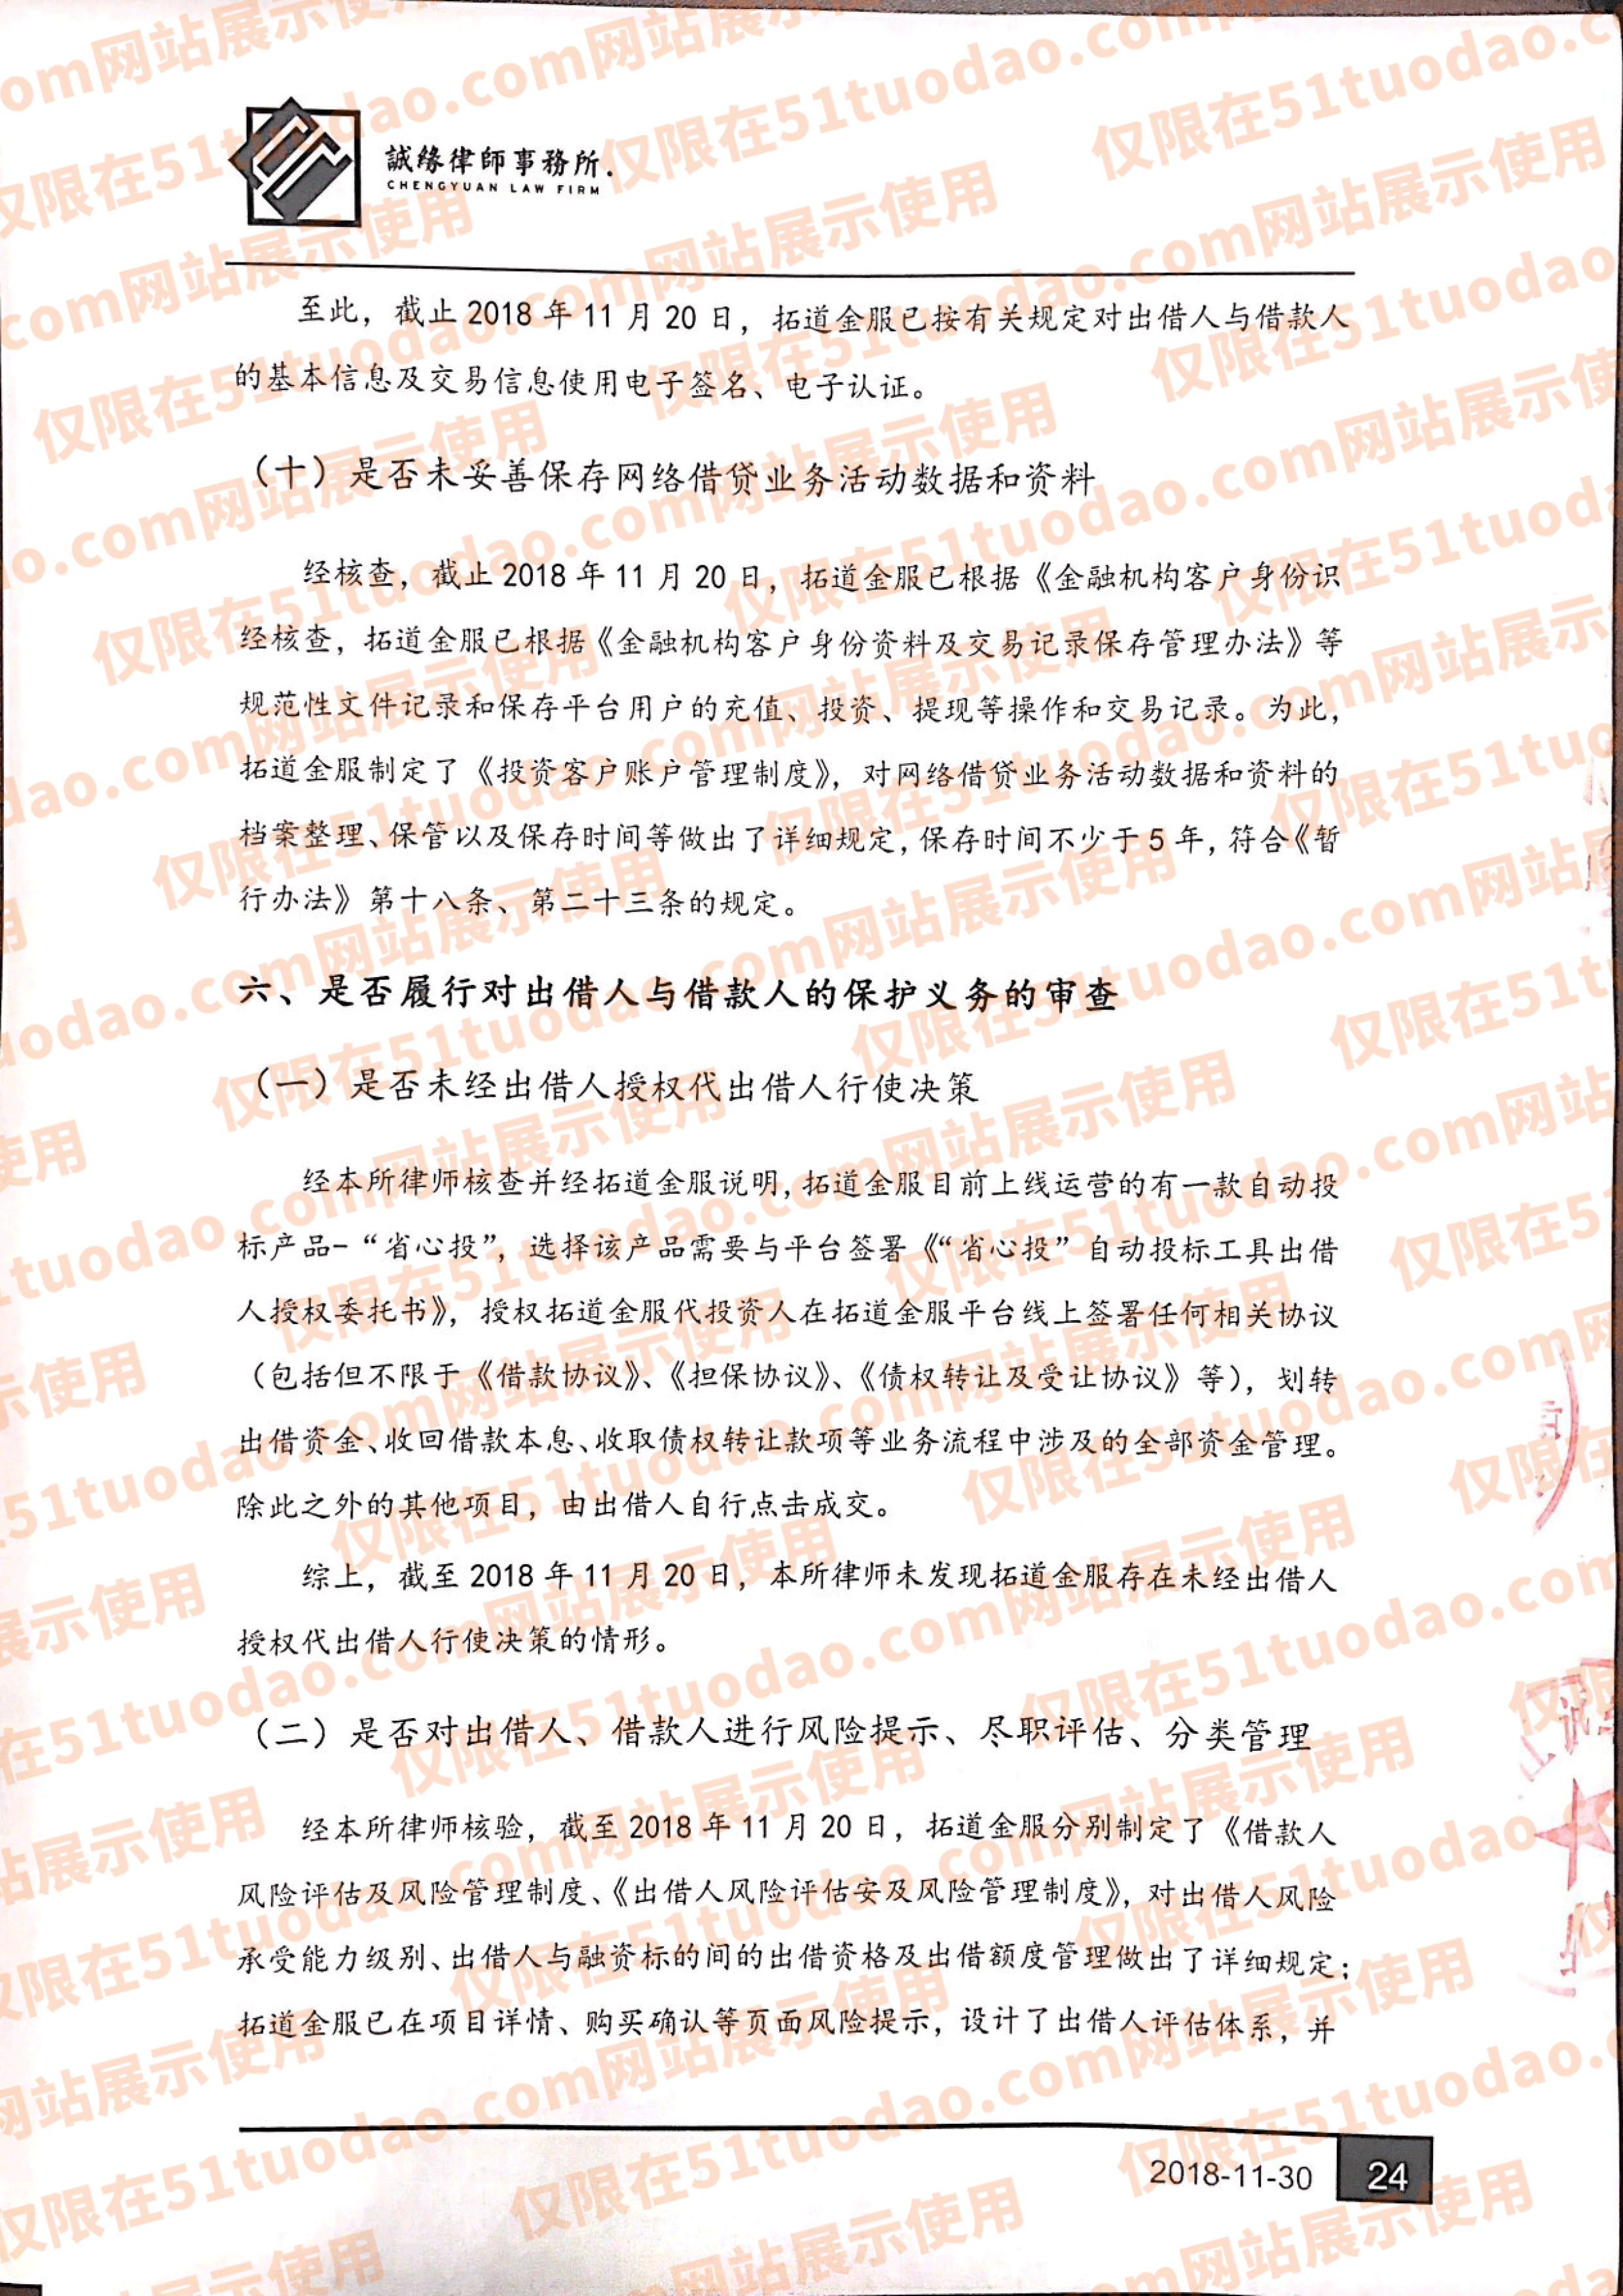 誠缘律師事務所.
CHENGYUAN LAW FIRM
至此，截止 2018 年 11 月 20 日，拓道金服已按有关规定对出借人与借款人
的基本信息及交易信息使用电子签名、电子认证。
（十）是否未妥善保存网络借贷业务活动数据和资料
经核查，截止 2018 年 11 月 20 日，拓道金服已根据《金融机构客户身份识
经核查，拓道金服已根据《金融机构客户身份资料及交易记录保存管理办法》等
规范性文件记录和保存平台用户的充值、投资、提现等操作和交易记录。为此，
拓道金服制定了《投资客户账户管理制度》，对网络借贷业务活动数据和资料的
档案整理、保管以及保存时间等做出了详细规定，保存时间不少于 5 年，符合《暂
行办法》第十八条、第二十三条的规定。
六、是否履行对出借人与借款人的保护义务的审查
（一）是否未经出借人授权代出借人行使决策
经本所律师核查并经拓道金服说明，拓道金服目前上线运营的有一款自动投
标产品-“省心投”，选择该产品需要与平台签署《“省心投”自动投标工具出借
人授权委托书》，授权拓道金服代投资人在拓道金服平台线上签署任何相关协议
（包括但不限于《借款协议》、《担保协议》、《债权转让及受让协议》等），划转
出借资金、收回借款本息、收取债权转让款项等业务流程中涉及的全部资金管理。
除此之外的其他项目，由出借人自行点击成交。
综上，截至 2018 年 11 月 20 日，本所律师未发现拓道金服存在未经出借人
授权代出借人行使决策的情形。
（二）是否对出借人、借款人进行风险提示、尽职评估、分类管理
经本所律师核验，截至 2018 年 11 月 20 日，拓道金服分别制定了《借款人
风险评估及风险管理制度、《出借人风险评估安及风险管理制度》，对出借人风险
承受能力级别、出借人与融资标的间的出借资格及出借额度管理做出了详细规定；
拓道金服已在项目详情、购买确认等页面风险提示，设计了出借人评估体系，并
2018-11-30 24
仅限在51tuodao.com网站展示使用